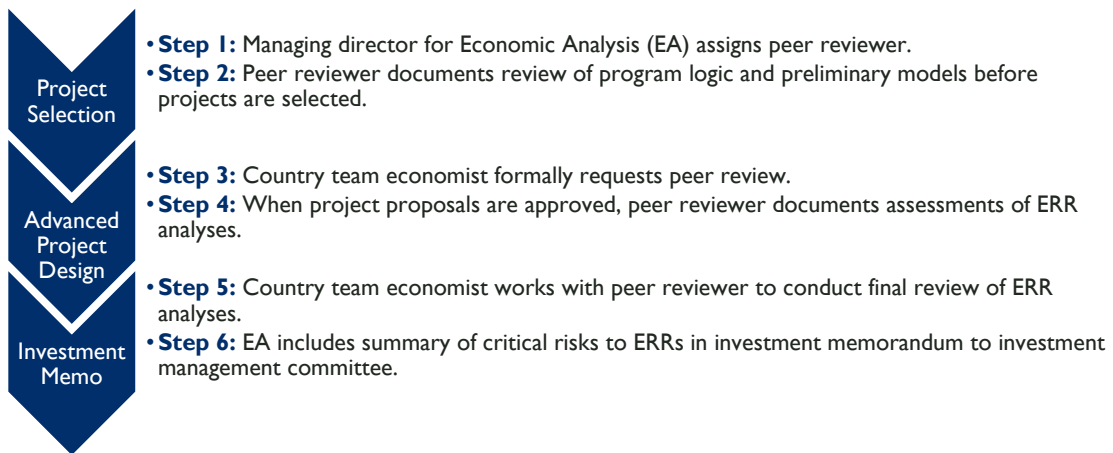 Project
Selection
• Step 1: Managing director for Economic Analysis (EA) assigns peer reviewer.
• Step 2: Peer reviewer documents review of program logic and preliminary models before
projects are selected.
Advanced
Project
Design
• Step 3: Country team economist formally requests peer review.
• Step 4: When project proposals are approved, peer reviewer documents assessments of ERR
analyses.
Investment
Memo
• Step 5: Country team economist works with peer reviewer to conduct final review of ERR
analyses.
• Step 6: EA includes summary of critical risks to ERRs in investment memorandum to investment
management committee.